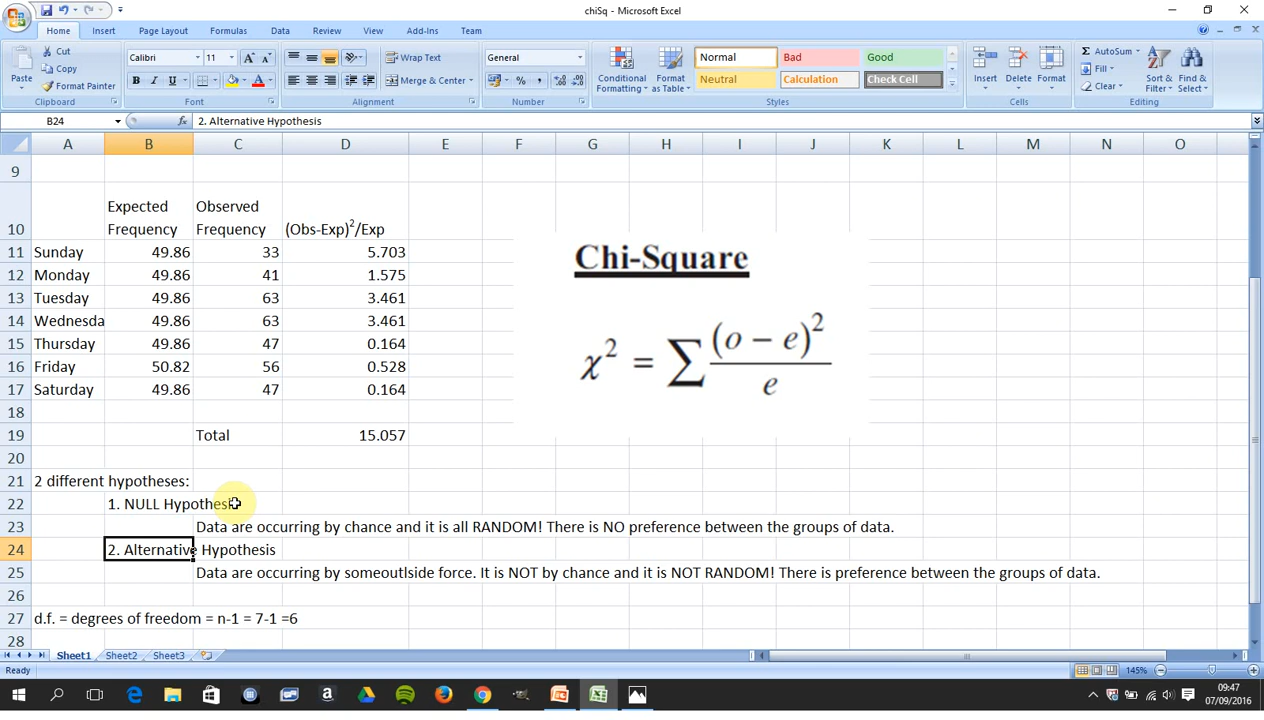 chiSq - Microsoft Excel
Home Insert Page Layout Formulas Data Review View Add-Ins Team
Paste
Cut
Copy
Format Painter
Clipboard
Calibri 11
Font
Wrap Text
Merge & Center
Alignment
General
Number
Conditional Formatting
Format as Table
Normal Bad Good
Neutral Calculation Check Cell
Styles
Insert Delete Format
Cells
AutoSum
Fill
Clear
Sort & Filter
Find & Select
Editing
B24 fx 2. Alternative Hypothesis
A B C D E F G H I J K L M N O
9
Expected Observed
10 Frequency Frequency (Obs-Exp)²/Exp
11 Sunday 49.86 33 5.703
12 Monday 49.86 41 1.575
13 Tuesday 49.86 63 3.461
14 Wednesda 49.86 63 3.461
15 Thursday 49.86 47 0.164
16 Friday 50.82 56 0.528
17 Saturday 49.86 47 0.164
18
19 Total 15.057
20
Chi-Square
χ² = ∑ (o − e)² / e
21 2 different hypotheses:
22 1. NULL Hypothesis
23 Data are occurring by chance and it is all RANDOM! There is NO preference between the groups of data.
24 2. Alternative Hypothesis
25 Data are occurring by someoutlside force. It is NOT by chance and it is NOT RANDOM! There is preference between the groups of data.
26
27 d.f. = degrees of freedom = n-1 = 7-1 =6
28
Sheet1 Sheet2 Sheet3
Ready 145%
09:47
07/09/2016